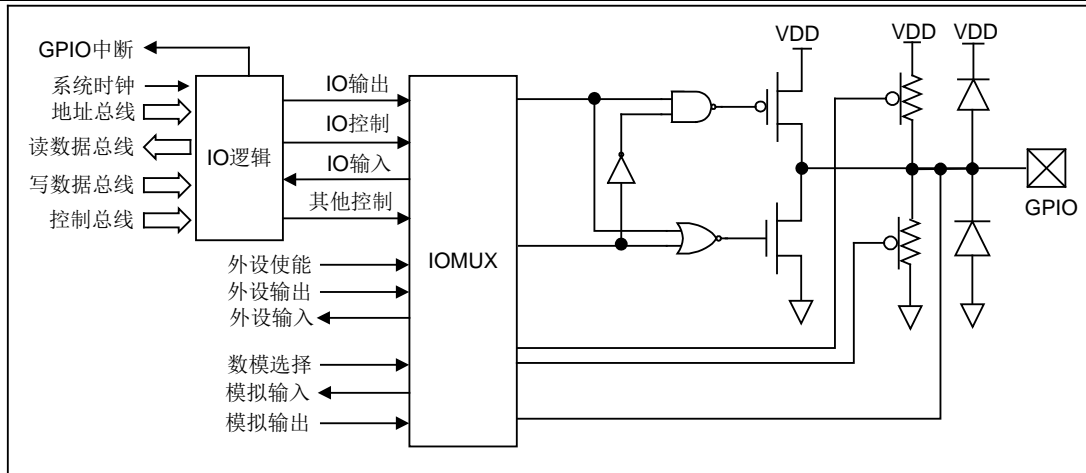 VDD
VDD
VDD
GPIO中断
系统时钟
地址总线
读数据总线
写数据总线
控制总线
IO逻辑
IO输出
IO控制
IO输入
其他控制
外设使能
外设输出
外设输入
数模选择
模拟输入
模拟输出
IOMUX
GPIO